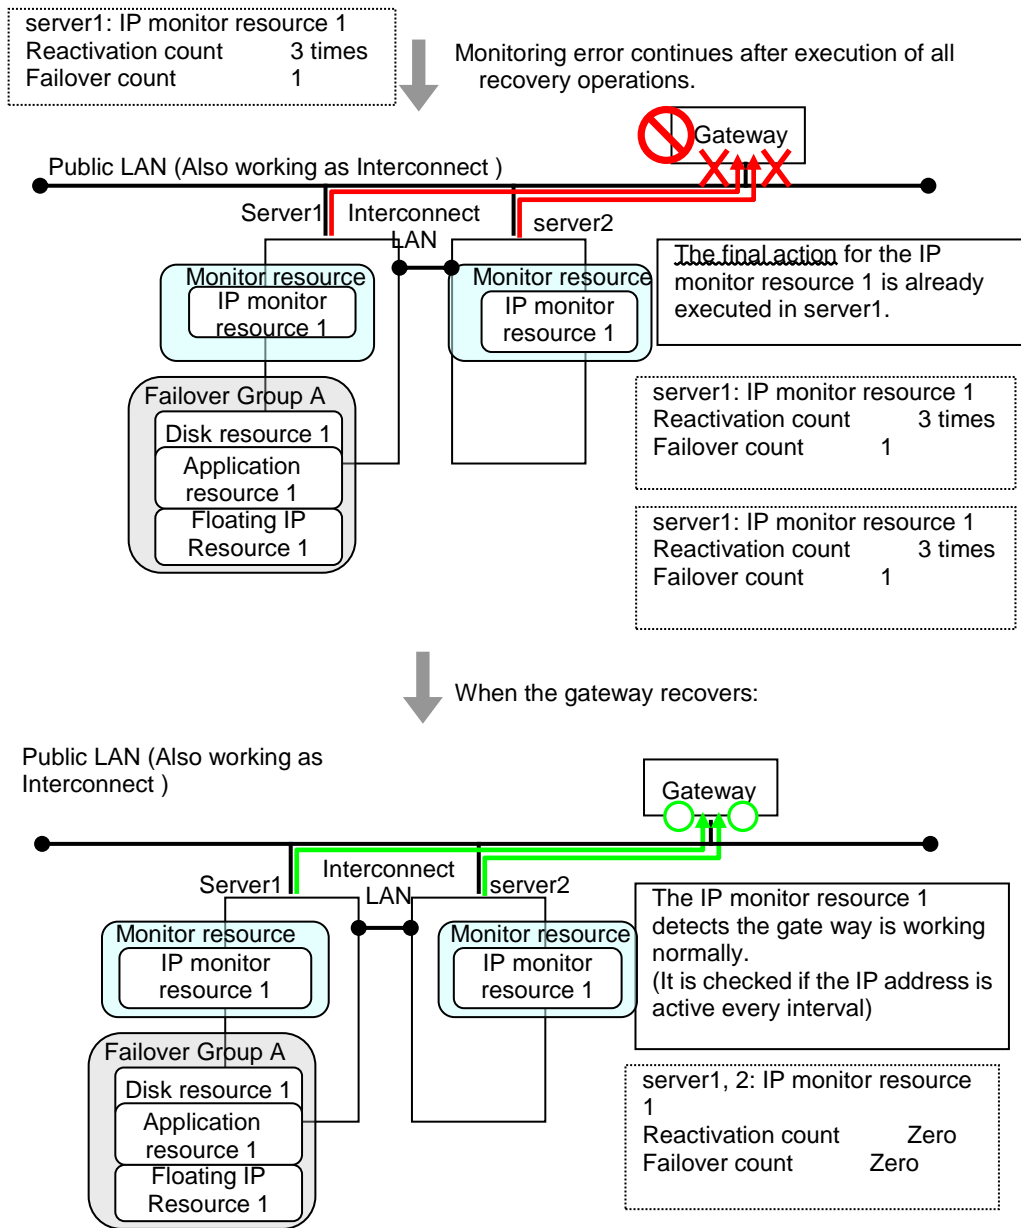 server1: IP monitor resource 1
Reactivation count 3 times
Failover count 1
Monitoring error continues after execution of all
recovery operations.
Gateway
Public LAN (Also working as Interconnect )
Server1
Interconnect
LAN
server2
Monitor resource
IP monitor
resource 1
Monitor resource
IP monitor
resource 1
The final action for the IP
monitor resource 1 is already
executed in server1.
Failover Group A
Disk resource 1
Application
resource 1
Floating IP
Resource 1
server1: IP monitor resource 1
Reactivation count 3 times
Failover count 1
server1: IP monitor resource 1
Reactivation count 3 times
Failover count 1
When the gateway recovers:
Public LAN (Also working as
Interconnect )
Gateway
Server1
Interconnect
LAN
server2
Monitor resource
IP monitor
resource 1
Monitor resource
IP monitor
resource 1
The IP monitor resource 1
detects the gate way is working
normally.
(It is checked if the IP address is
active every interval)
Failover Group A
Disk resource 1
Application
resource 1
Floating IP
Resource 1
server1, 2: IP monitor resource
1
Reactivation count Zero
Failover count Zero